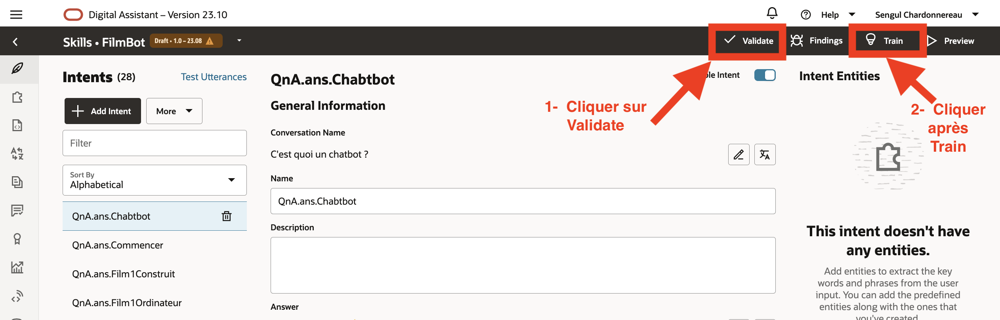 Digital Assistant – Version 23.10
Help
Sengul Chardonnereau
Skills • FilmBot
Draft • 1.0 – 23.08
Validate
Findings
Train
Preview
Intents (28)
Test Utterances
Add Intent
More
Filter
Sort By
Alphabetical
QnA.ans.Chabtbot
QnA.ans.Commencer
QnA.ans.Film1Construit
QnA.ans.Film1Ordinateur
QnA.ans.Chabtbot
General Information
Conversation Name
C'est quoi un chatbot ?
Name
QnA.ans.Chabtbot
Description
Answer
Intent
1- Cliquer sur
Validate
Intent Entities
2- Cliquer
après
Train
This intent doesn't have
any entities.
Add entities to extract the key
words and phrases from the user
input. You can add the predefined
entities along with the ones that
you've created